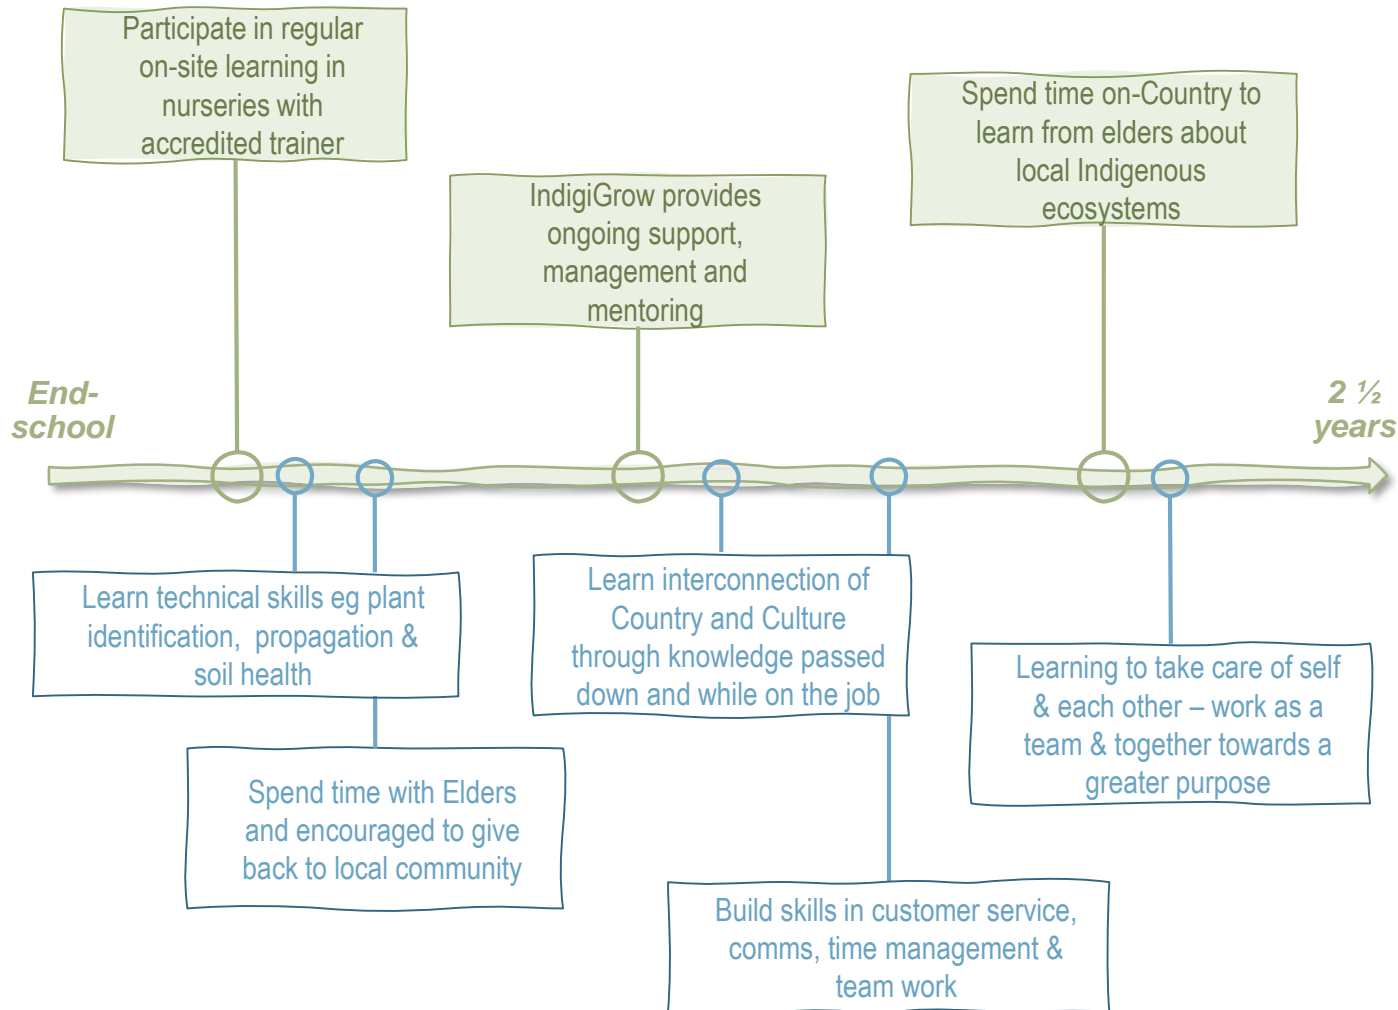 Participate in regular
on-site learning in
nurseries with
accredited trainer
Spend time on-Country to
learn from elders about
local Indigenous
ecosystems
IndigiGrow provides
ongoing support,
management and
mentoring
End-
school
2 ½
years
Learn technical skills eg plant
identification,  propagation &
soil health
Learn interconnection of
Country and Culture
through knowledge passed
down and while on the job
Learning to take care of self
& each other – work as a
team & together towards a
greater purpose
Spend time with Elders
and encouraged to give
back to local community
Build skills in customer service,
comms, time management &
team work